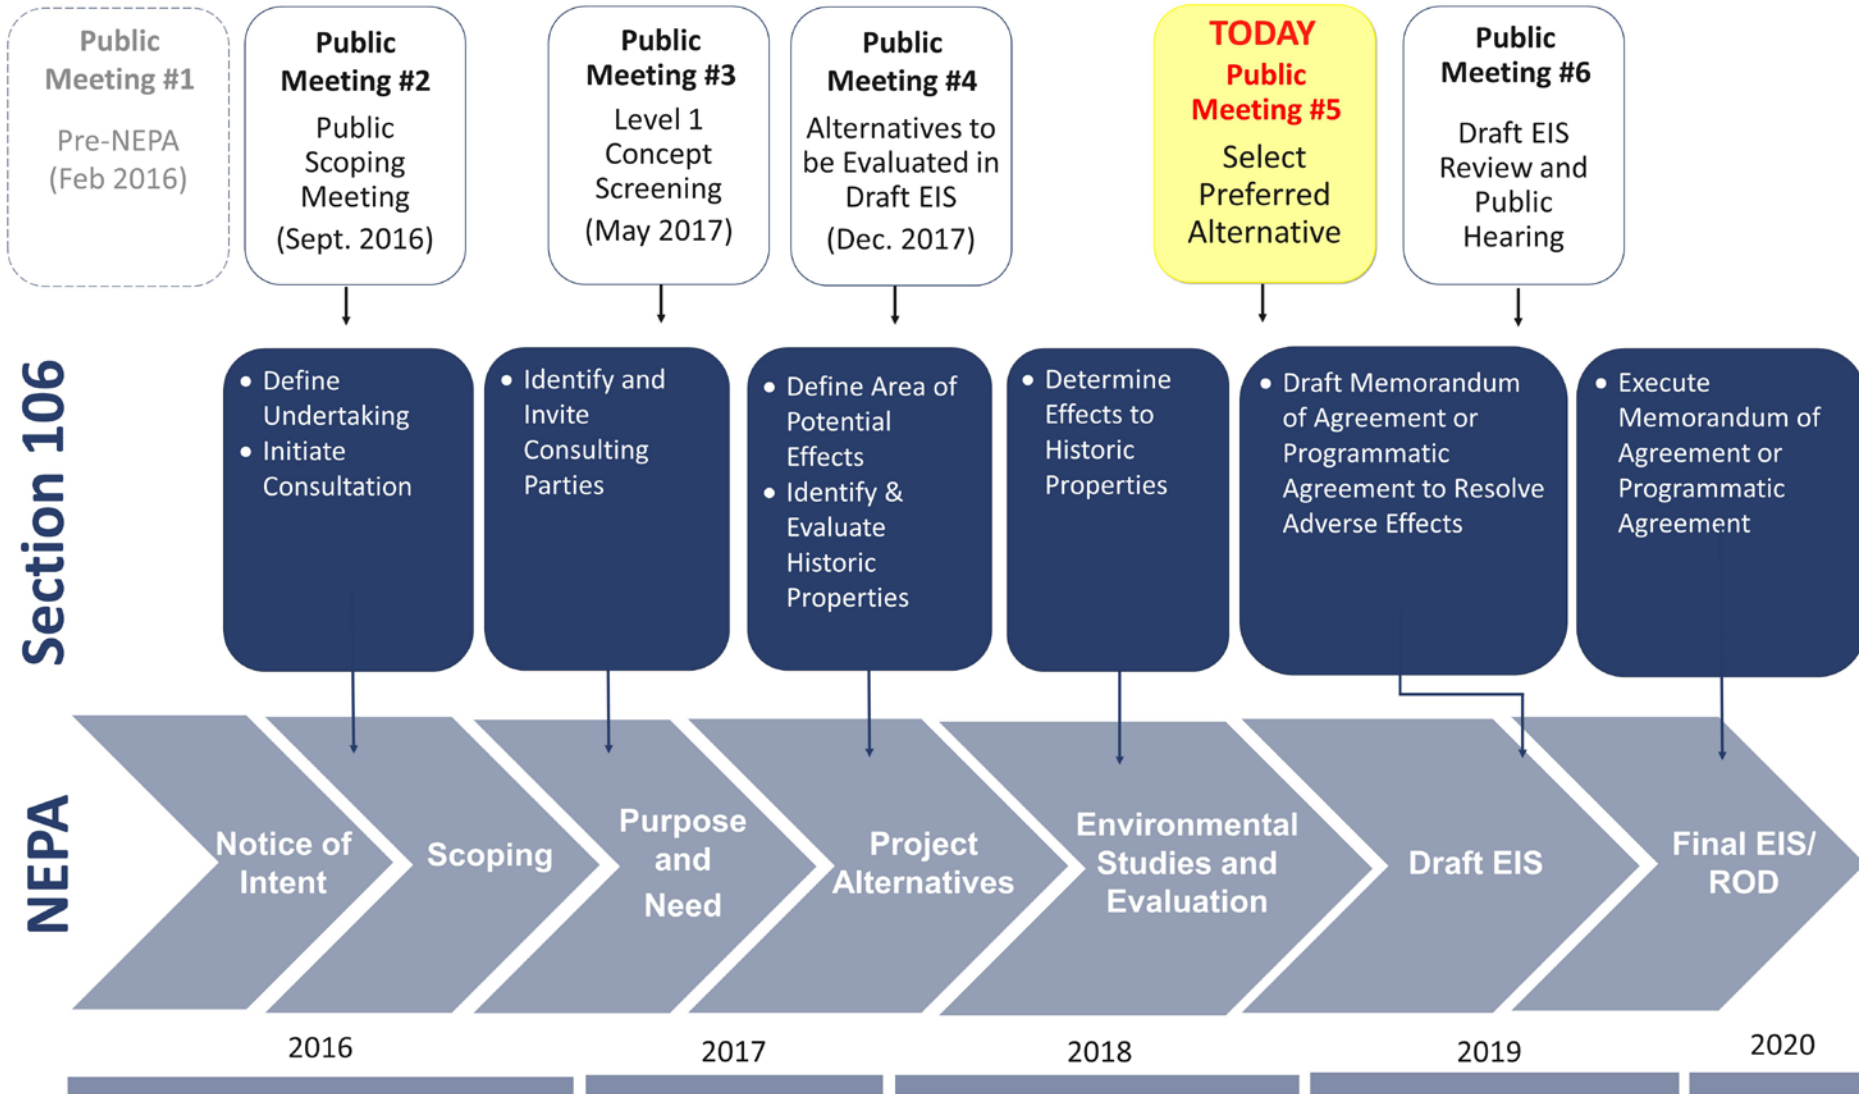 Public
Meeting #1
Pre-NEPA
(Feb 2016)
Public
Meeting #2
Public
Scoping
Meeting
(Sept. 2016)
Public
Meeting #3
Level 1
Concept
Screening
(May 2017)
Public
Meeting #4
Alternatives to
be Evaluated in
Draft EIS
(Dec. 2017)
TODAY
Public
Meeting #5
Select
Preferred
Alternative
Public
Meeting #6
Draft EIS
Review and
Public
Hearing
Section 106
• Define
Undertaking
• Initiate
Consultation
• Identify and
Invite
Consulting
Parties
• Define Area of
Potential
Effects
• Identify &
Evaluate
Historic
Properties
• Determine
Effects to
Historic
Properties
• Draft Memorandum
of Agreement or
Programmatic
Agreement to Resolve
Adverse Effects
• Execute
Memorandum of
Agreement or
Programmatic
Agreement
NEPA
Notice of
Intent
Scoping
Purpose
and
Need
Project
Alternatives
Environmental
Studies and
Evaluation
Draft EIS
Final EIS/
ROD
2016
2017
2018
2019
2020